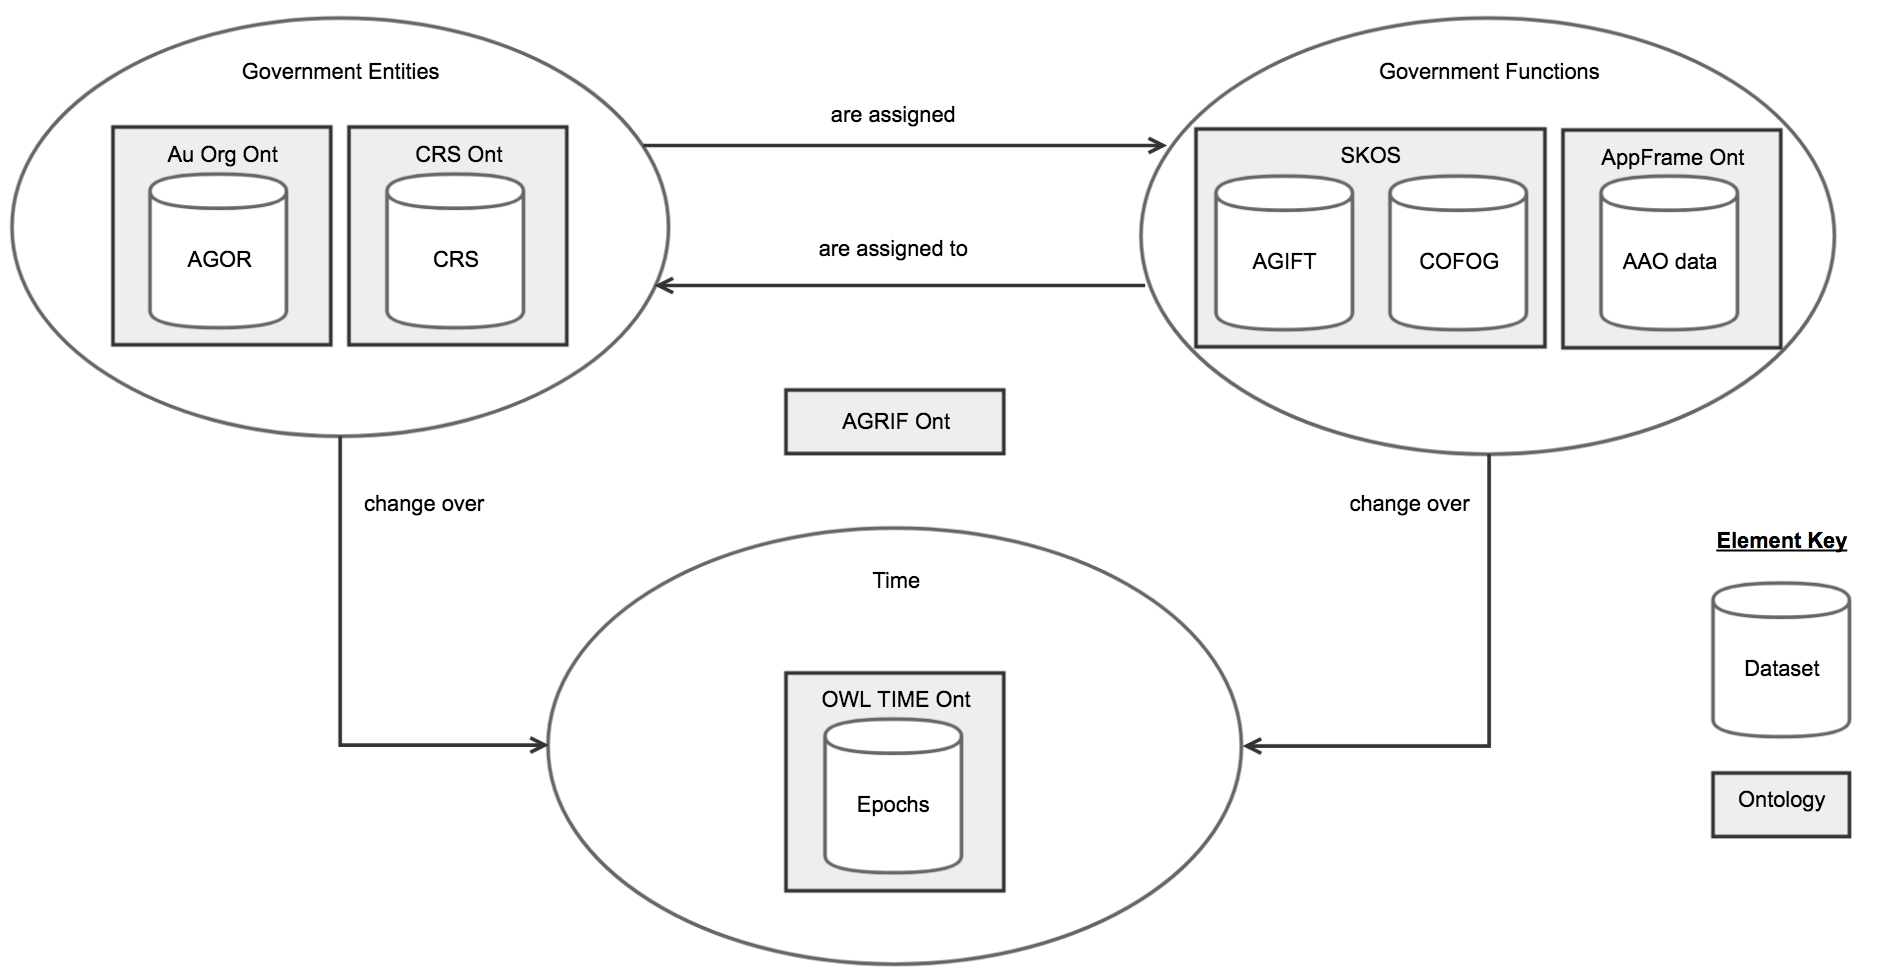 Government Entities
Au Org Ont
AGOR
CRS Ont
CRS
are assigned
are assigned to
Government Functions
SKOS
AGIFT
COFOG
AppFrame Ont
AAO data
AGRIF Ont
change over
change over
Time
OWL TIME Ont
Epochs
Element Key
Dataset
Ontology